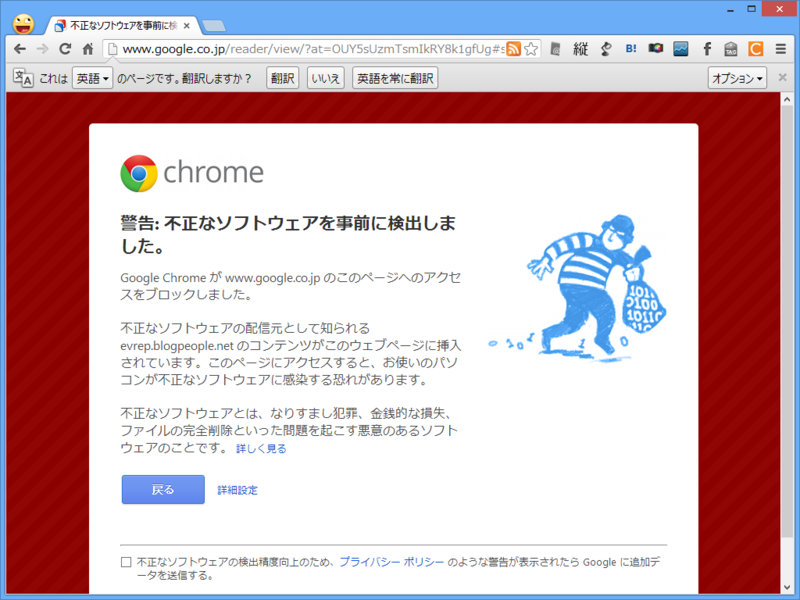 不正なソフトウェアを事前に検
www.google.co.jp/reader/view/?at=OUY5sUzmTsmIkRY8k1gfUg#s
縦
B!
f
TAG
C
これは 英語 のページです。翻訳しますか？ 翻訳 いいえ 英語を常に翻訳 オプション
chrome
警告: 不正なソフトウェアを事前に検出しま
した。
Google Chrome が www.google.co.jp のこのページへのアクセ
スをブロックしました。
不正なソフトウェアの配信元として知られる
evrep.blogpeople.net のコンテンツがこのウェブページに挿入
されています。このページにアクセスすると、お使いのパソ
コンが不正なソフトウェアに感染する恐れがあります。
不正なソフトウェアとは、なりすまし犯罪、金銭的な損失、
ファイルの完全削除といった問題を起こす悪意のあるソフト
ウェアのことです。 詳しく見る
戻る 詳細設定
不正なソフトウェアの検出精度向上のため、プライバシー ポリシー のような警告が表示されたら Google に追加デ
ータを送信する。